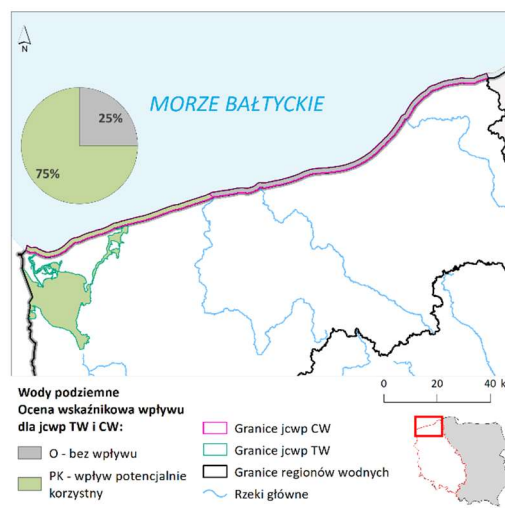 N
MORZE BAŁTYCKIE
25%
75%
0 20 40 k
Wody podziemne
Ocena wskaźnikowa wpływu
dla jcwp TW i CW:
O - bez wpływu
PK - wpływ potencjalnie
korzystny
Granice jcwp CW
Granice jcwp TW
Granice regionów wodnych
Rzeki główne